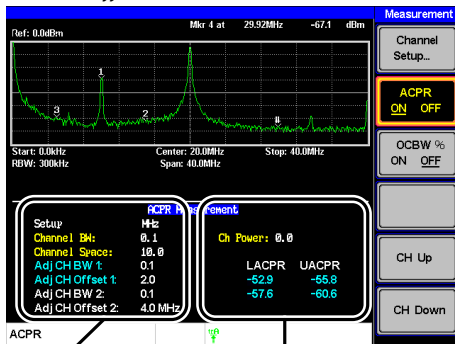 Measurement
Mkr 4 at 29.92MHz -67.1 dBm
Ref: 0.0dBm
Channel
Setup...
1
3
2
ACPR
ON OFF
Start: 0.0kHz Center: 20.0MHz Stop: 40.0MHz
RBW: 300kHz Span: 40.0MHz
OCBW %
ON OFF
ACPR Measurement
Setup MHz
Channel BW: 0.1 Ch Power: 0.0
Channel Space: 10.0
Adj CH BW 1: 0.1 LACPR UACPR
Adj CH Offset 1: 2.0 -52.9 -55.8
Adj CH BW 2: 0.1 -57.6 -60.6
Adj CH Offset 2: 4.0 MHz
CH Up
CH Down
ACPR